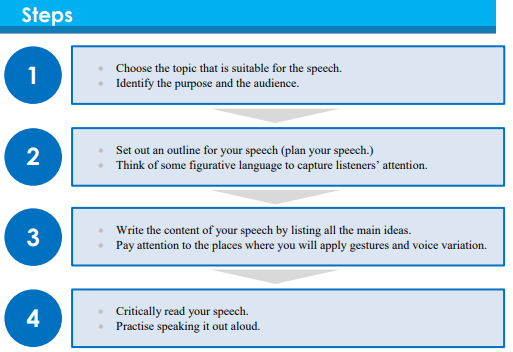 Steps
1
Choose the topic that is suitable for the speech.
Identify the purpose and the audience.
2
Set out an outline for your speech (plan your speech.)
Think of some figurative language to capture listeners’ attention.
3
Write the content of your speech by listing all the main ideas.
Pay attention to the places where you will apply gestures and voice variation.
4
Critically read your speech.
Practise speaking it out aloud.